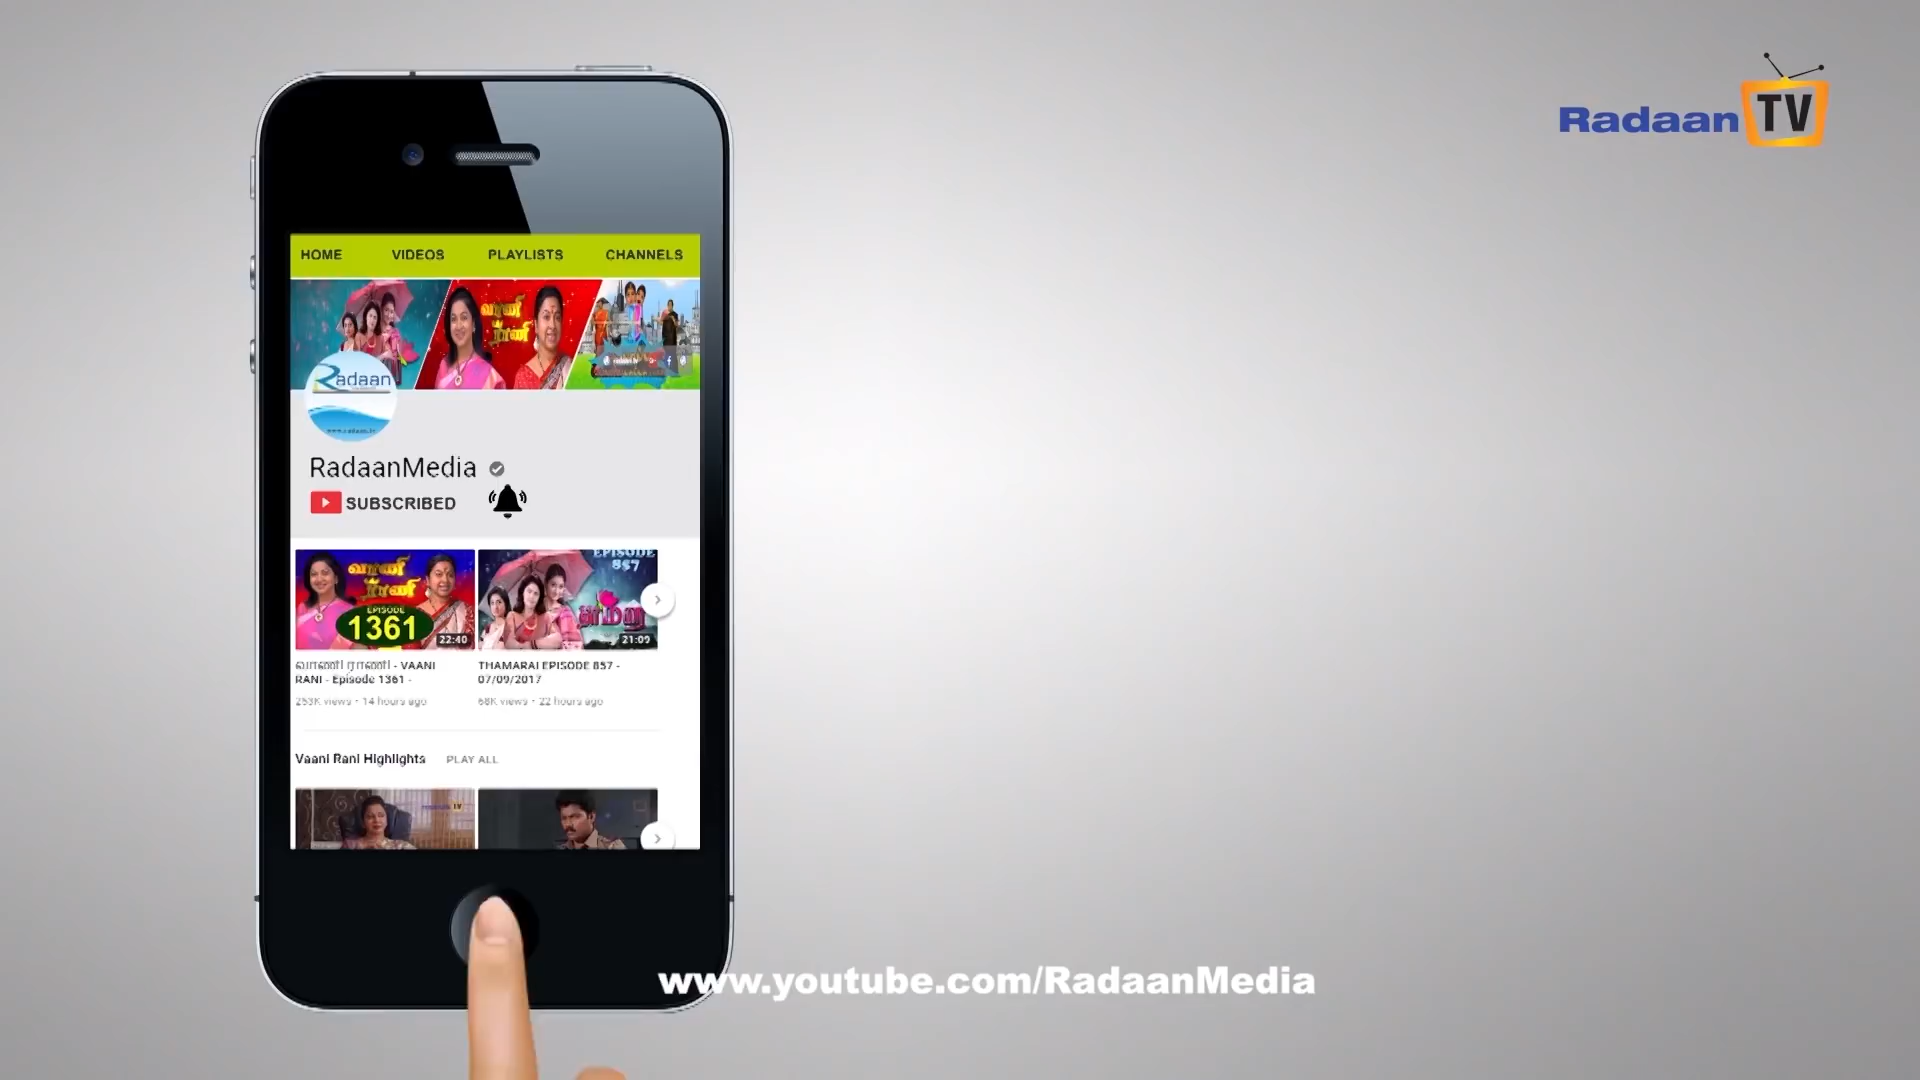 Radaan TV
HOME VIDEOS PLAYLISTS CHANNELS
வாணி
ராணி
Radaan
RadaanMedia
SUBSCRIBED
வாணி
ராணி
EPISODE
1361
22:40
EPISODE
857
தாமரை
21:09
வாணி ராணி - VAANI
RANI - Episode 1361 -
253K views · 14 hours ago
THAMARAI EPISODE 857 -
07/09/2017
68K views · 22 hours ago
Vaani Rani Highlights PLAY ALL
www.youtube.com/RadaanMedia